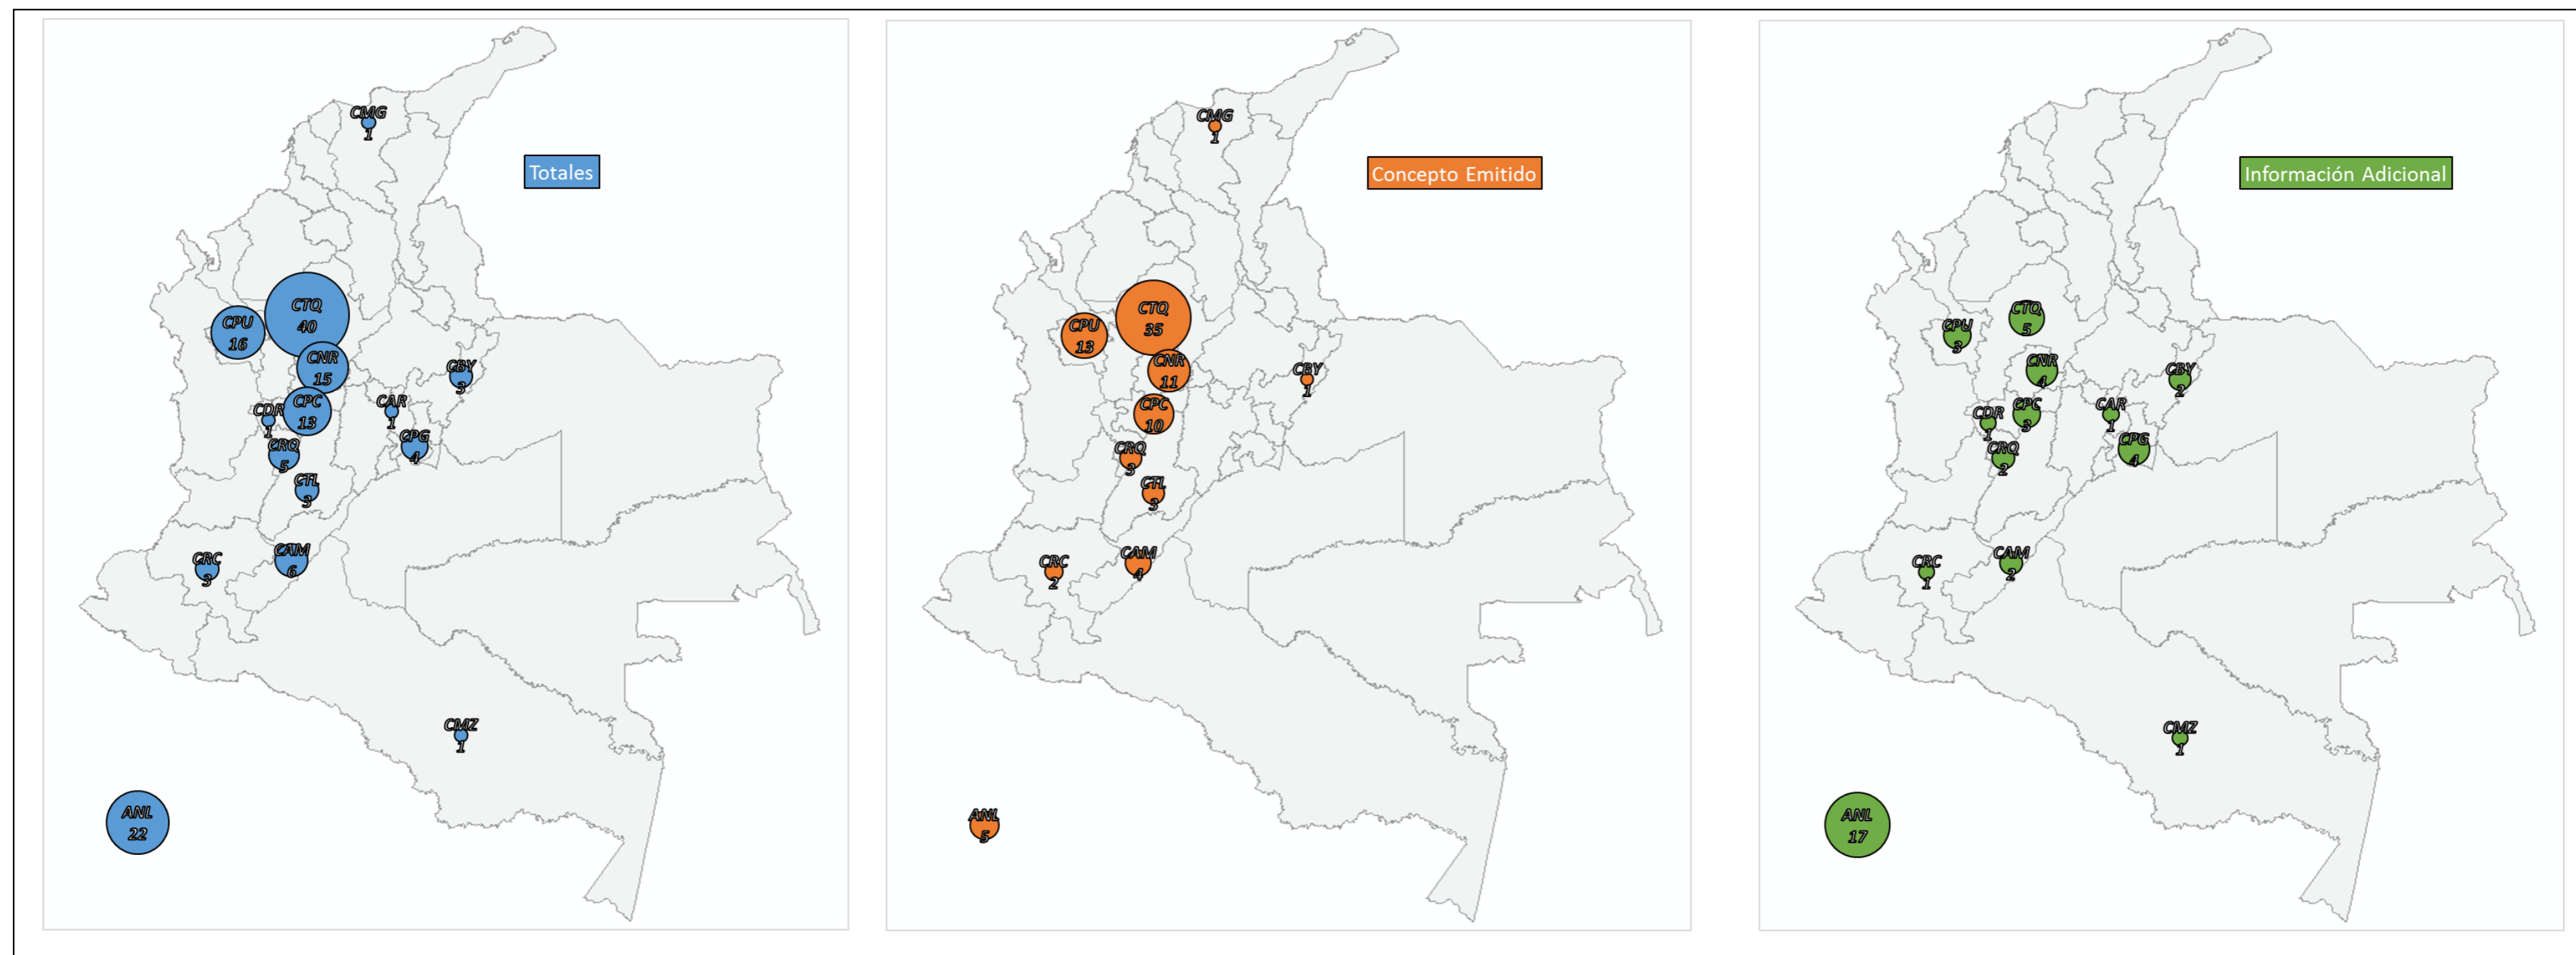 CMG
1
Totales
CTQ
40
CPU
16
CNR
15
CBY
3
CPC
13
CDR
1
CAR
1
CPG
4
CRQ
5
CTL
3
CAM
6
CRC
3
CMZ
1
ANL
22
CMG
1
Concepto Emitido
CTQ
35
CPU
13
CNR
11
CBY
1
CPC
10
CRQ
3
CTL
3
CAM
4
CRC
2
ANL
5
Información Adicional
CTQ
5
CPU
3
CNR
4
CBY
2
CPC
3
CDR
1
CAR
1
CPG
4
CRQ
2
CAM
2
CRC
1
CMZ
1
ANL
17